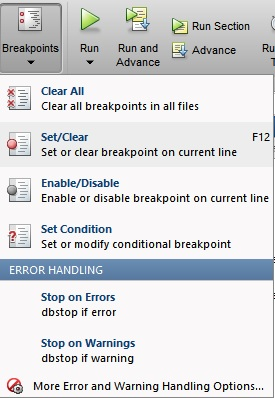 Breakpoints
Run
Run and
Advance
Run Section
Advance
Ru
T
Clear All
Clear all breakpoints in all files
Set/Clear F12
Set or clear breakpoint on current line
Enable/Disable
Enable or disable breakpoint on current line
Set Condition
Set or modify conditional breakpoint
ERROR HANDLING
Stop on Errors
dbstop if error
Stop on Warnings
dbstop if warning
More Error and Warning Handling Options...